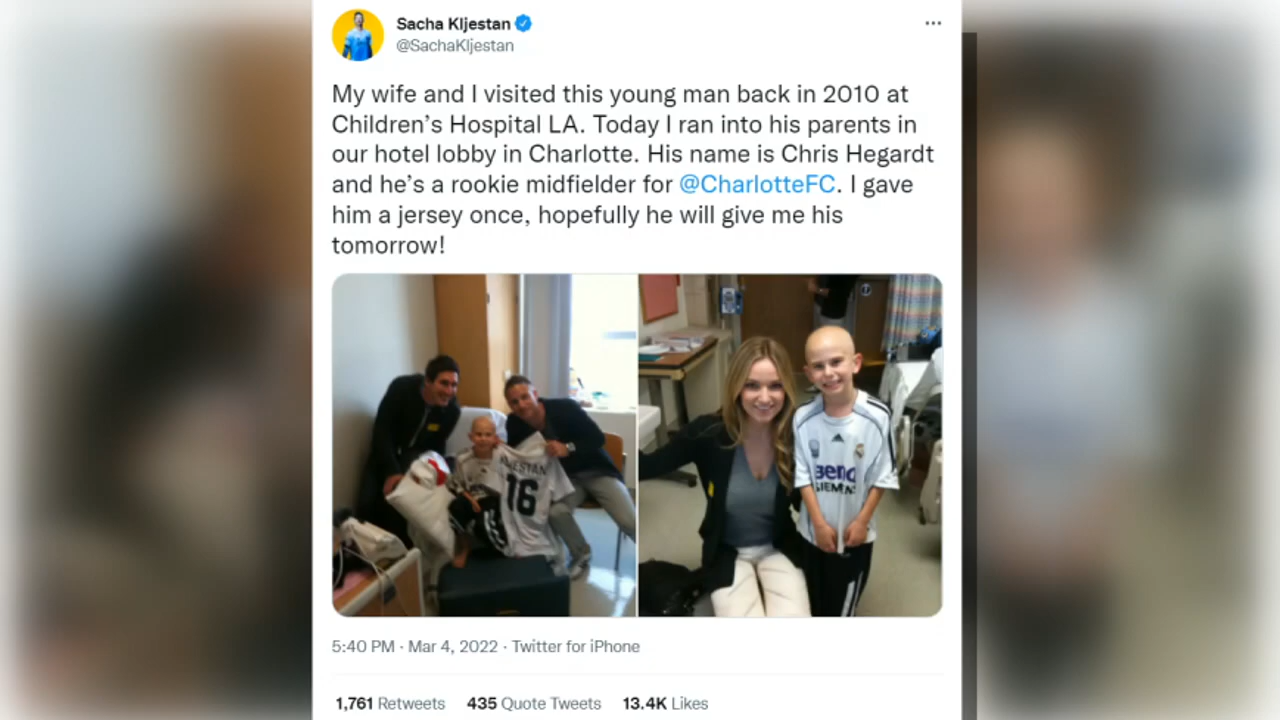 Sacha Kljestan
@SachaKljestan
My wife and I visited this young man back in 2010 at
Children’s Hospital LA. Today I ran into his parents in
our hotel lobby in Charlotte. His name is Chris Hegardt
and he’s a rookie midfielder for @CharlotteFC. I gave
him a jersey once, hopefully he will give me his
tomorrow!
16
SIEMENS
5:40 PM · Mar 4, 2022 · Twitter for iPhone
1,761 Retweets 435 Quote Tweets 13.4K Likes